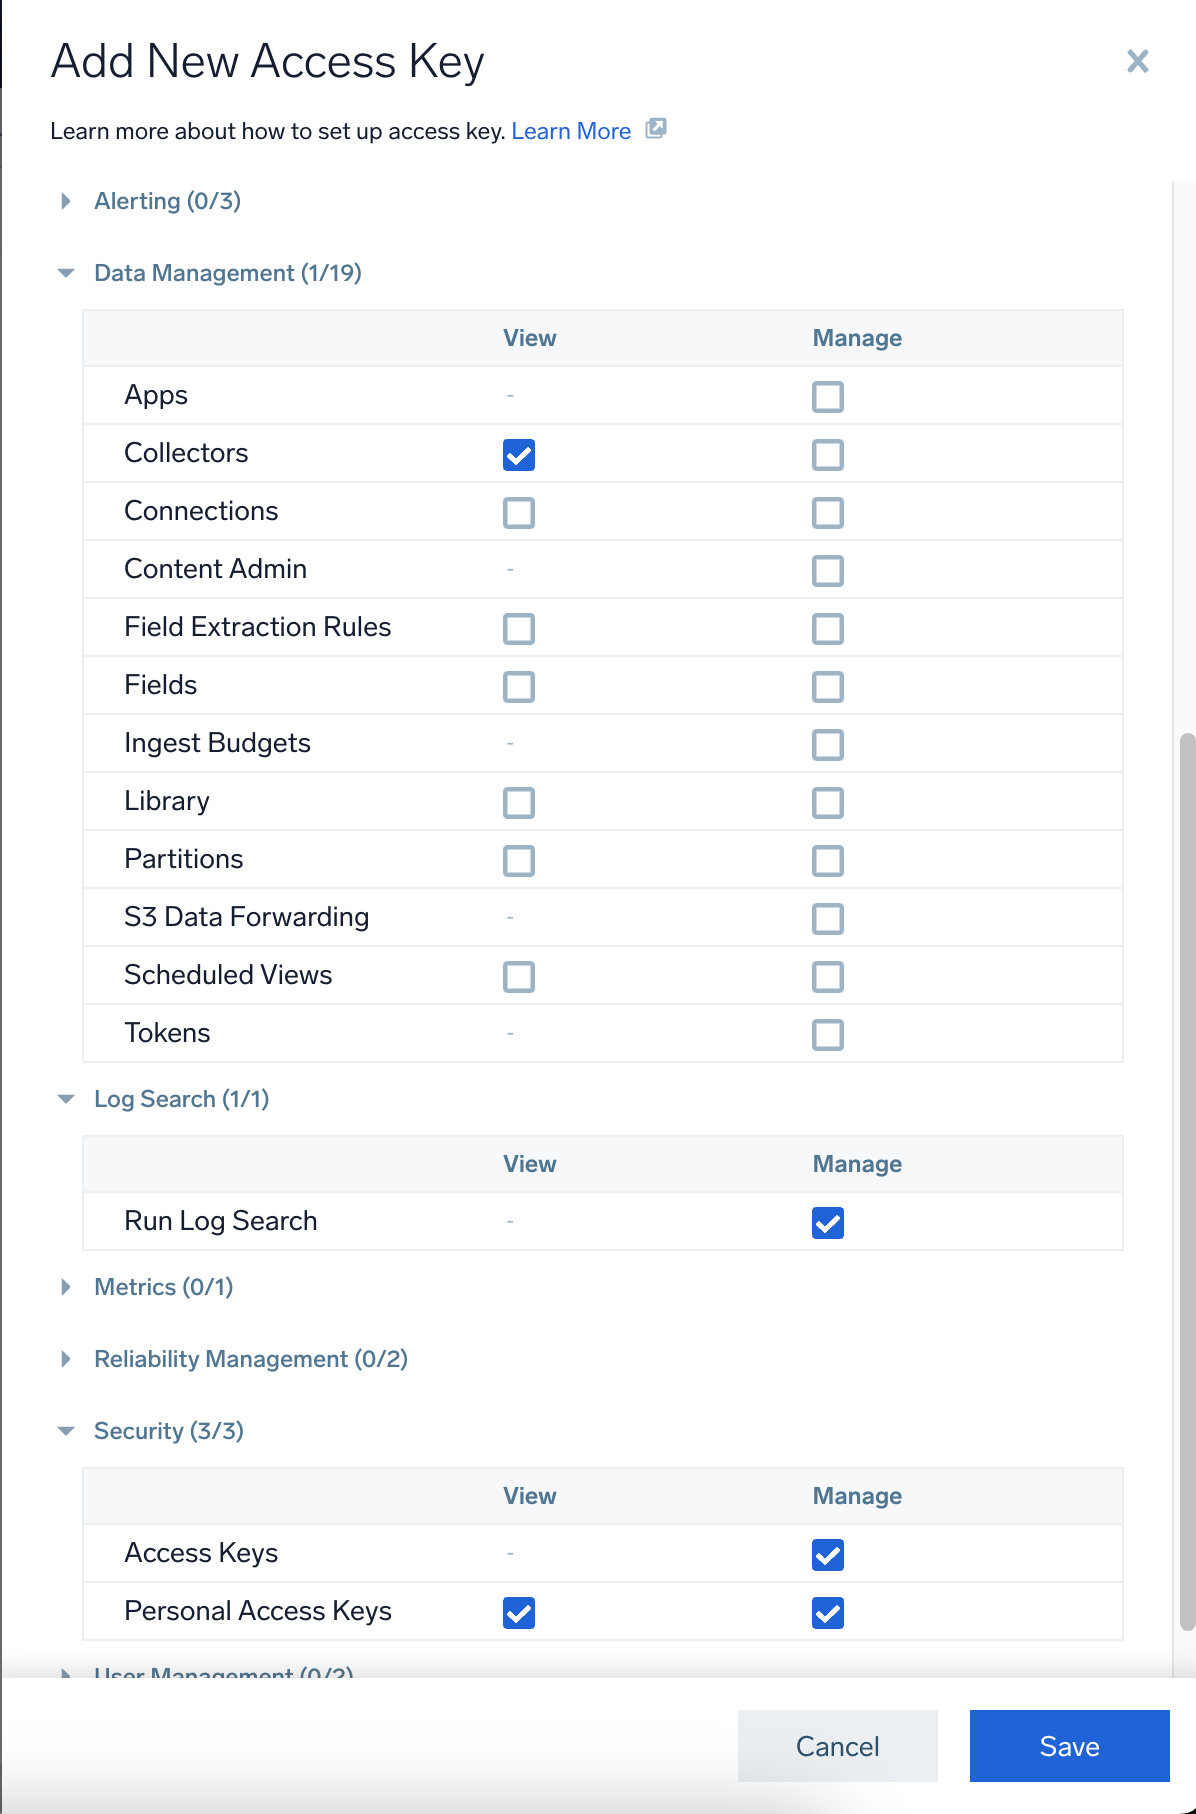 Add New Access Key
Learn more about how to set up access key. Learn More
Alerting (0/3)
Data Management (1/19)
View Manage
Apps -
Collectors
Connections
Content Admin -
Field Extraction Rules
Fields
Ingest Budgets -
Library
Partitions
S3 Data Forwarding -
Scheduled Views
Tokens -
Log Search (1/1)
View Manage
Run Log Search -
Metrics (0/1)
Reliability Management (0/2)
Security (3/3)
View Manage
Access Keys -
Personal Access Keys
User Management (0/2)
Cancel Save